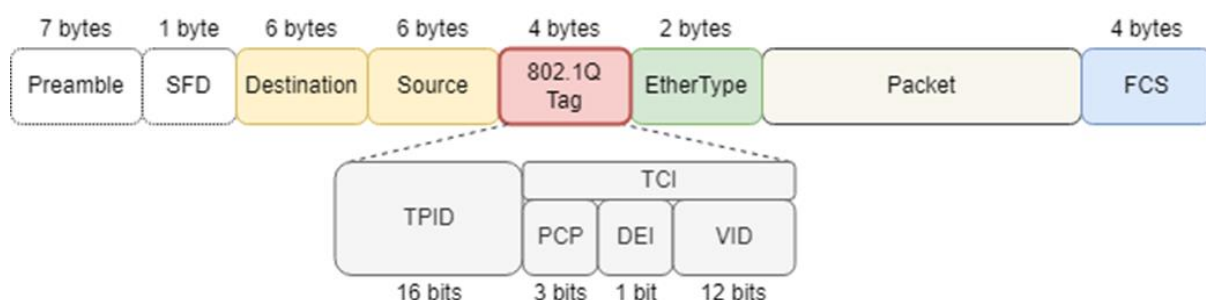 7 bytes 1 byte 6 bytes 6 bytes 4 bytes 2 bytes 4 bytes
Preamble SFD Destination Source 802.1Q Tag EtherType Packet FCS
TCI
TPID
PCP DEI VID
16 bits 3 bits 1 bit 12 bits